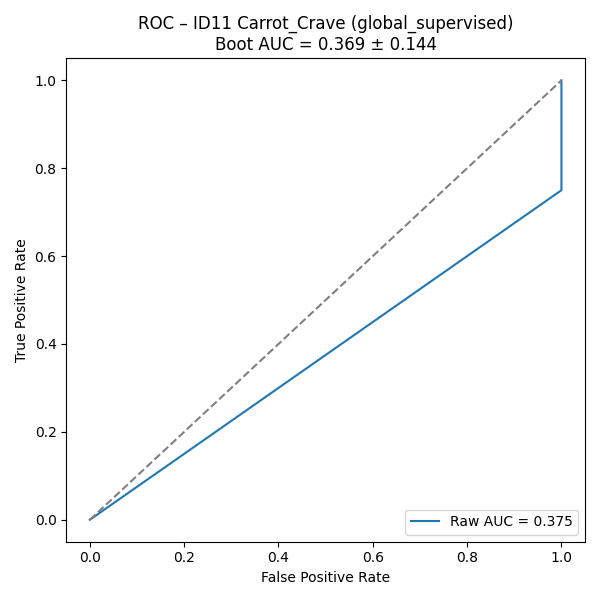 ROC – ID11 Carrot_Crave (global_supervised)
Boot AUC = 0.369 ± 0.144
1.0
0.8
0.6
0.4
0.2
0.0
True Positive Rate
Raw AUC = 0.375
0.0 0.2 0.4 0.6 0.8 1.0
False Positive Rate